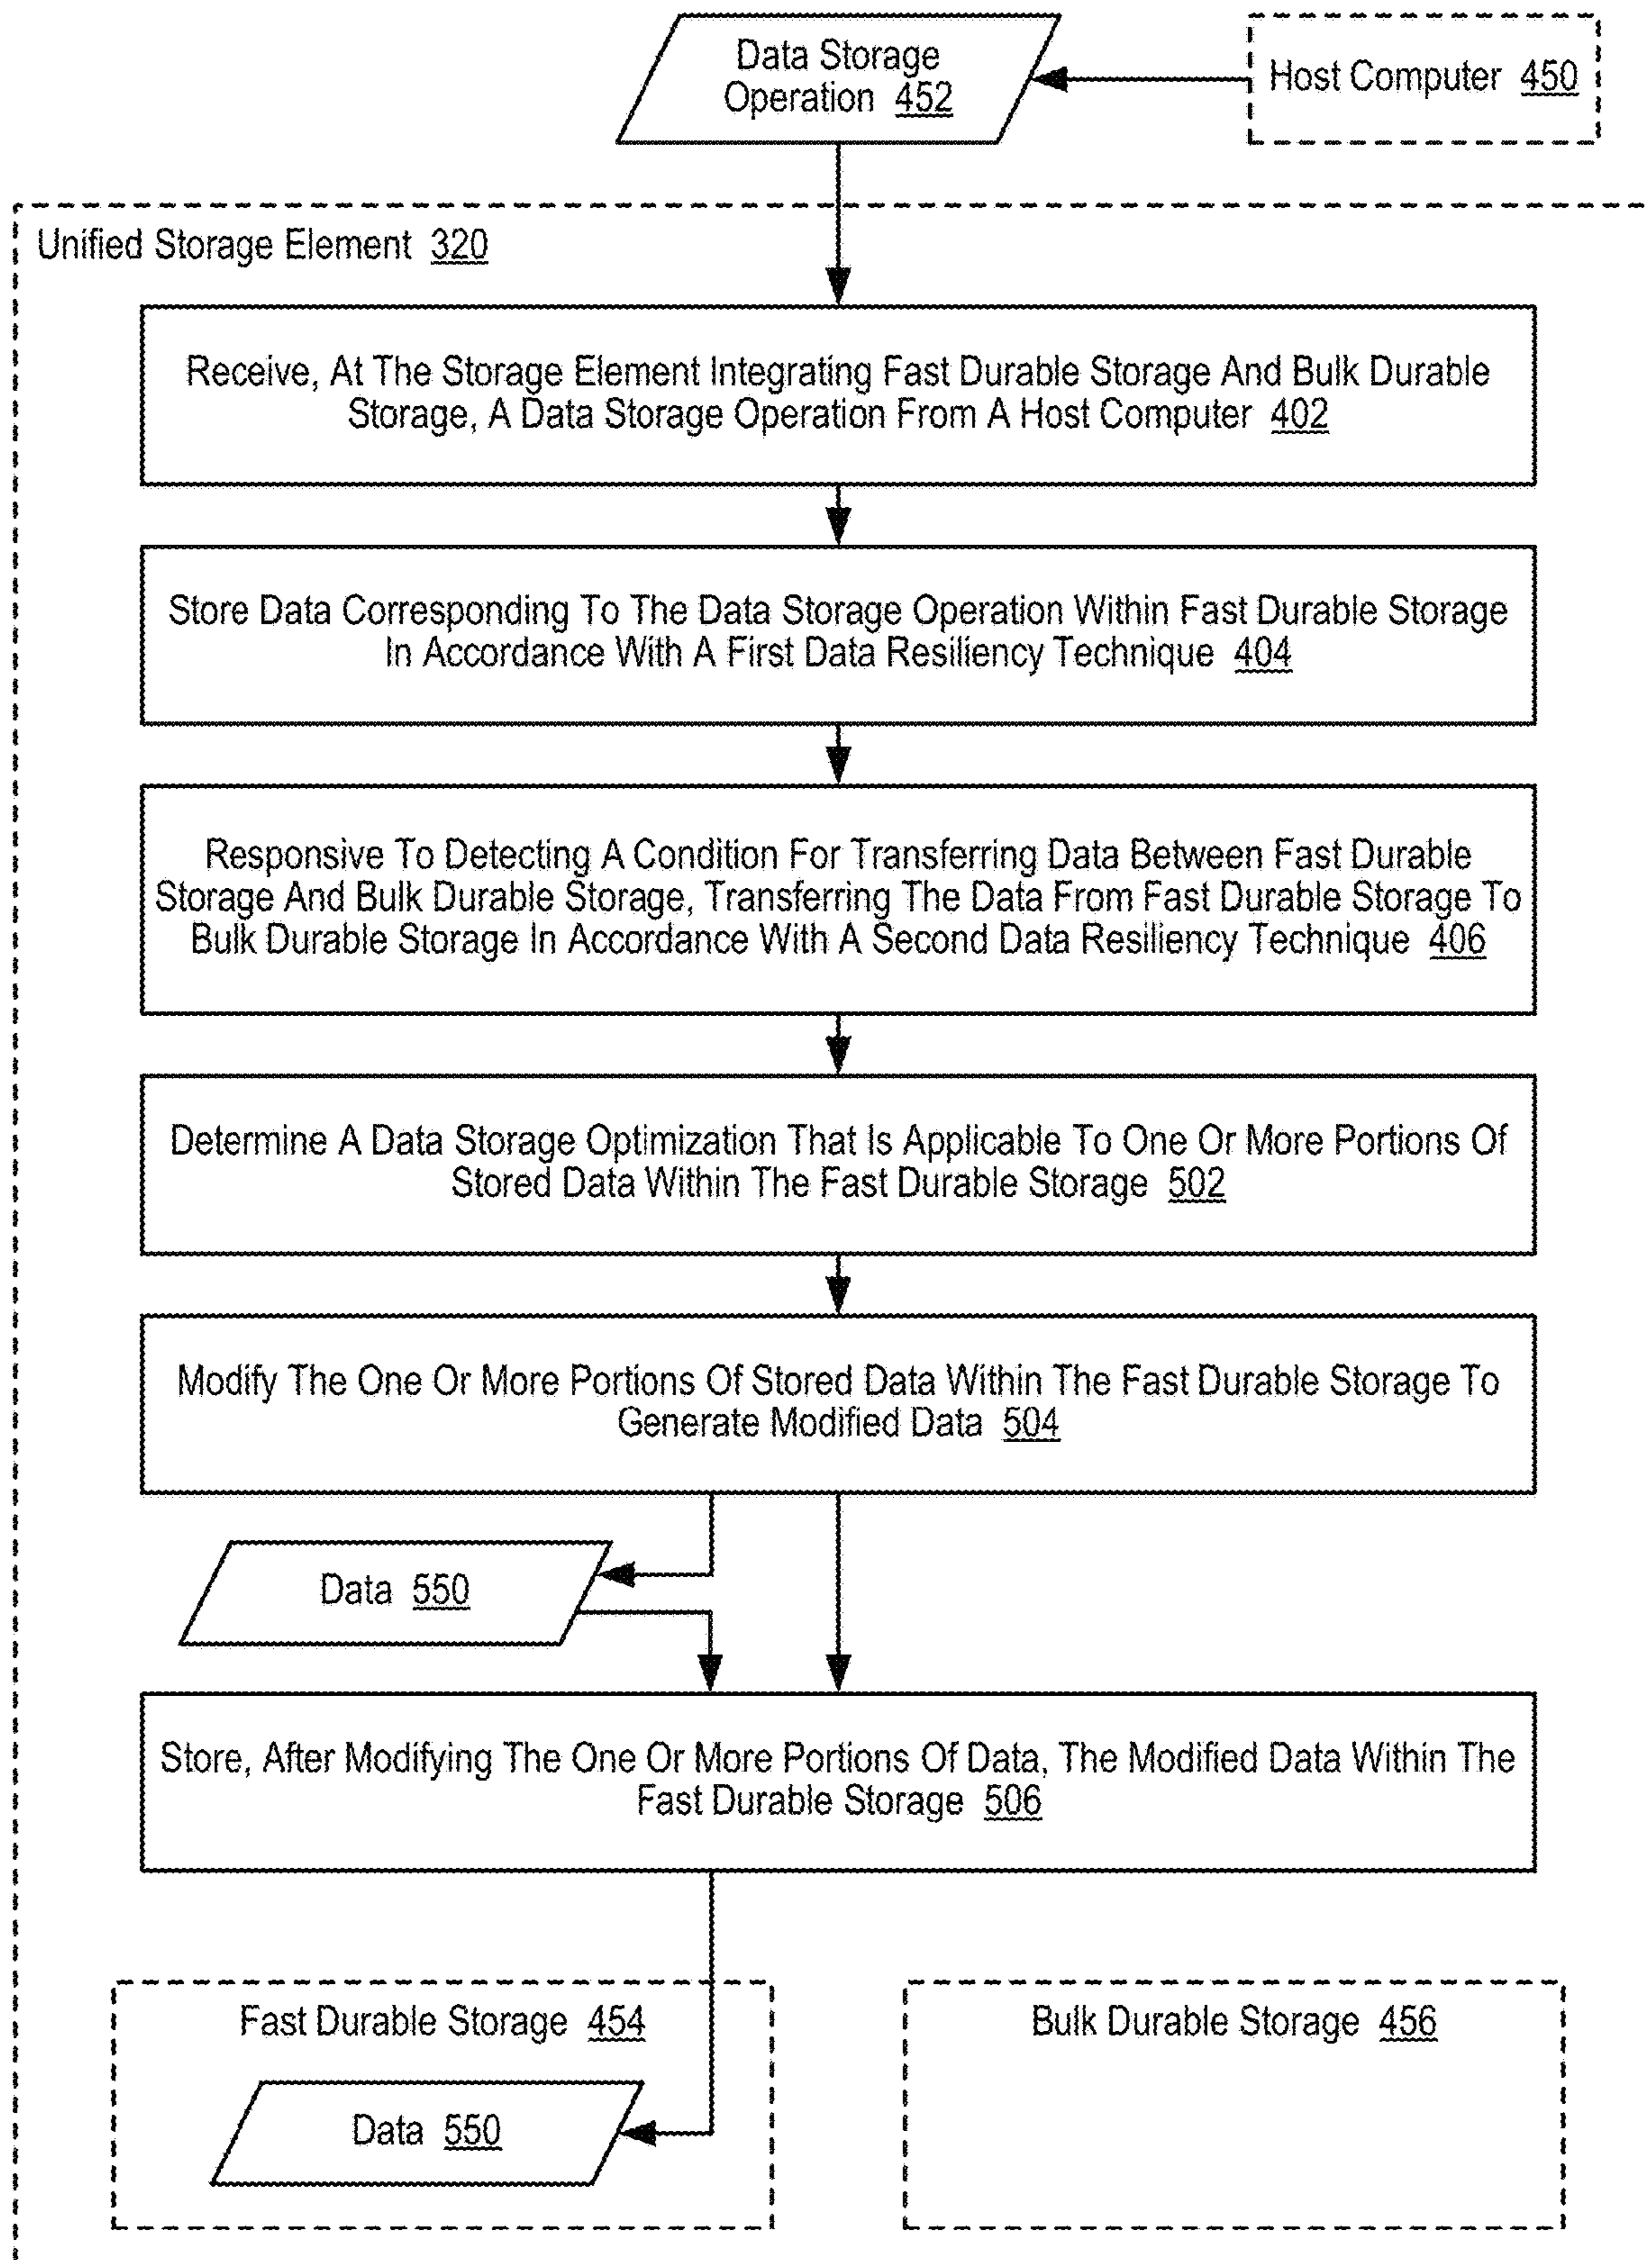 Data Storage
Operation 452
Host Computer 450
Unified Storage Element 320
Receive, At The Storage Element Integrating Fast Durable Storage And Bulk Durable
Storage, A Data Storage Operation From A Host Computer 402
Store Data Corresponding To The Data Storage Operation Within Fast Durable Storage
In Accordance With A First Data Resiliency Technique 404
Responsive To Detecting A Condition For Transferring Data Between Fast Durable
Storage And Bulk Durable Storage, Transferring The Data From Fast Durable Storage To
Bulk Durable Storage In Accordance With A Second Data Resiliency Technique 406
Determine A Data Storage Optimization That Is Applicable To One Or More Portions Of
Stored Data Within The Fast Durable Storage 502
Modify The One Or More Portions Of Stored Data Within The Fast Durable Storage To
Generate Modified Data 504
Data 550
Store, After Modifying The One Or More Portions Of Data, The Modified Data Within The
Fast Durable Storage 506
Fast Durable Storage 454
Data 550
Bulk Durable Storage 456